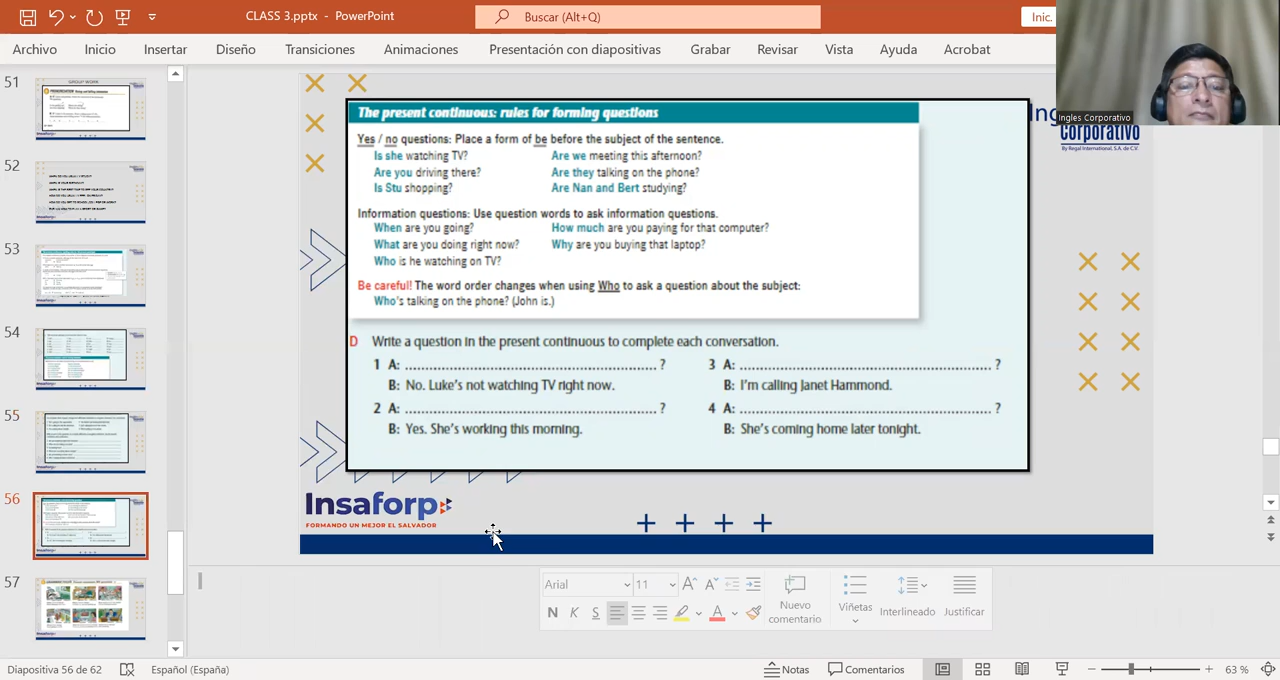 CLASS 3.pptx - PowerPoint
Buscar (Alt+Q)
Inic.
Archivo Inicio Insertar Diseño Transiciones Animaciones Presentación con diapositivas Grabar Revisar Vista Ayuda Acrobat
Ingles Corporativo
Ing
Corporativo
By Regal International, S.A. de C.V.
51
52
53
54
55
56
57
The present continuous: rules for forming questions
Yes / no questions: Place a form of be before the subject of the sentence.
Is she watching TV? Are we meeting this afternoon?
Are you driving there? Are they talking on the phone?
Is Stu shopping? Are Nan and Bert studying?
Information questions: Use question words to ask information questions.
When are you going? How much are you paying for that computer?
What are you doing right now? Why are you buying that laptop?
Who is he watching on TV?
Be careful! The word order changes when using Who to ask a question about the subject:
Who's talking on the phone? (John is.)
D Write a question in the present continuous to complete each conversation.
1 A: ............................................................ ? 3 A: ............................................................ ?
B: No. Luke's not watching TV right now. B: I'm calling Janet Hammond.
2 A: ............................................................ ? 4 A: ............................................................ ?
B: Yes. She's working this morning. B: She's coming home later tonight.
Insaforp
FORMANDO UN MEJOR EL SALVADOR
Arial 11
N K S
Nuevo comentario
Viñetas
Interlineado
Justificar
Diapositiva 56 de 62 Español (España) Notas Comentarios 63 %